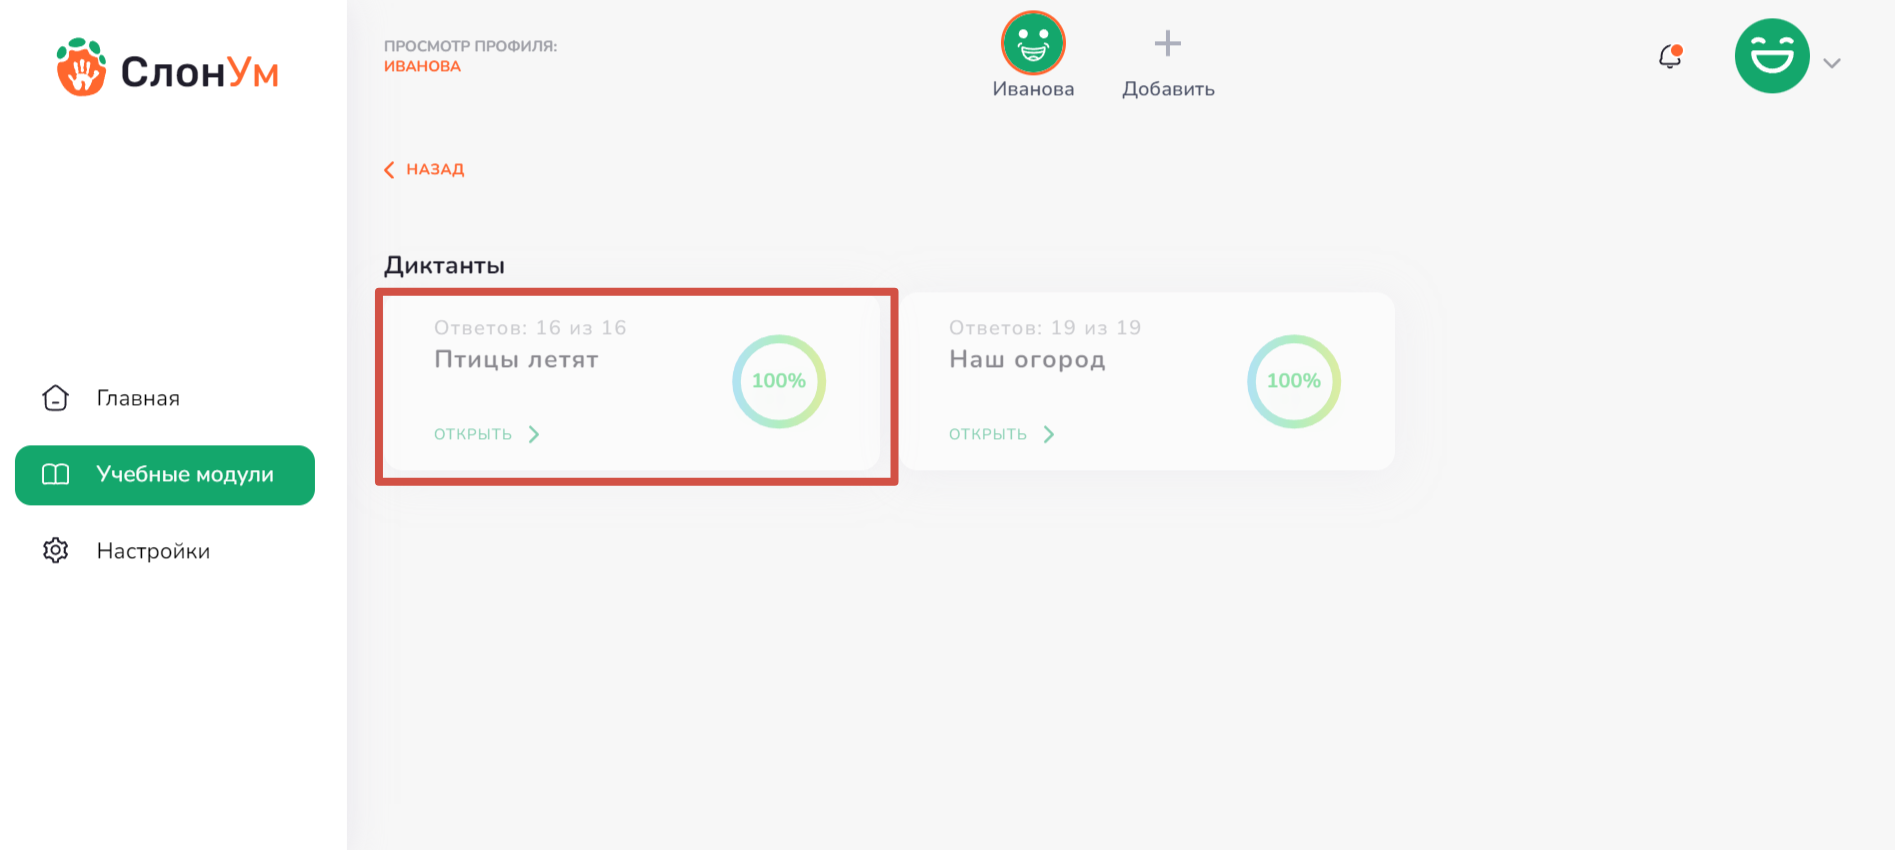 СлонУм
ПРОСМОТР ПРОФИЛЯ:
ИВАНОВА
Иванова
Добавить
НАЗАД
Диктанты
Ответов: 16 из 16
Птицы летят
100%
ОТКРЫТЬ
Ответов: 19 из 19
Наш огород
100%
ОТКРЫТЬ
Главная
Учебные модули
Настройки